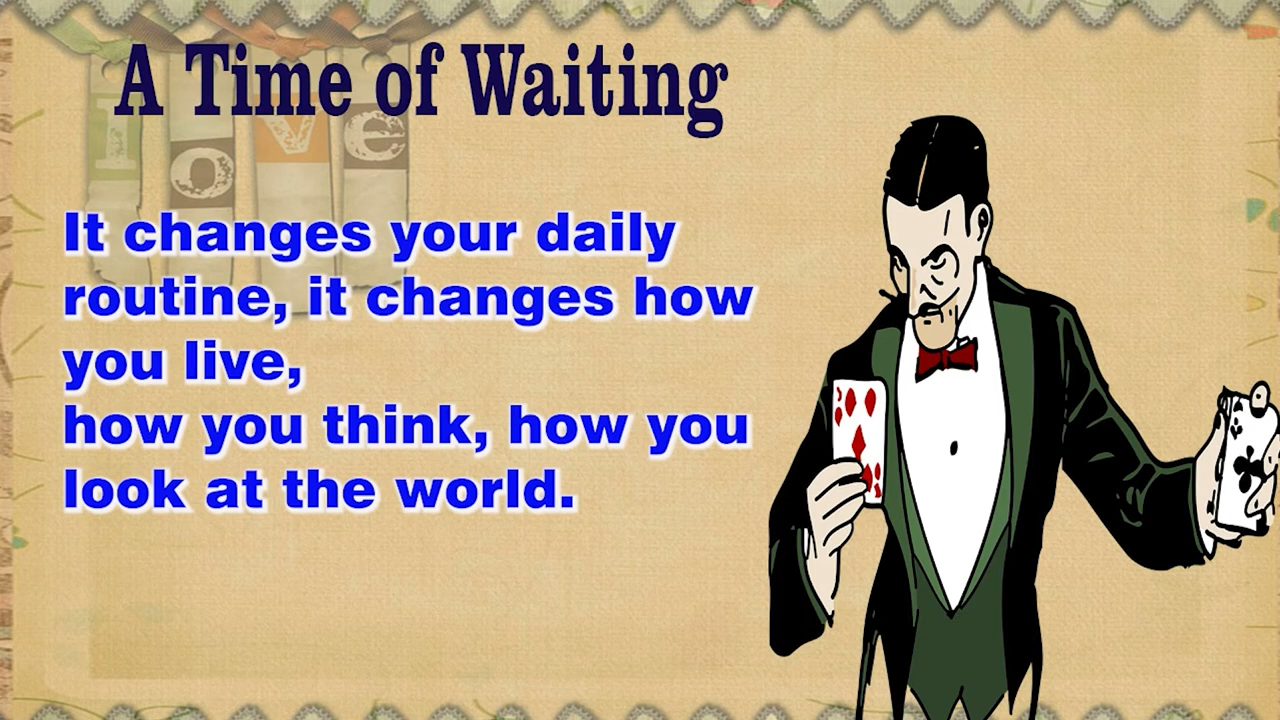 A Time of Waiting
love
It changes your daily
routine, it changes how
you live,
how you think, how you
look at the world.